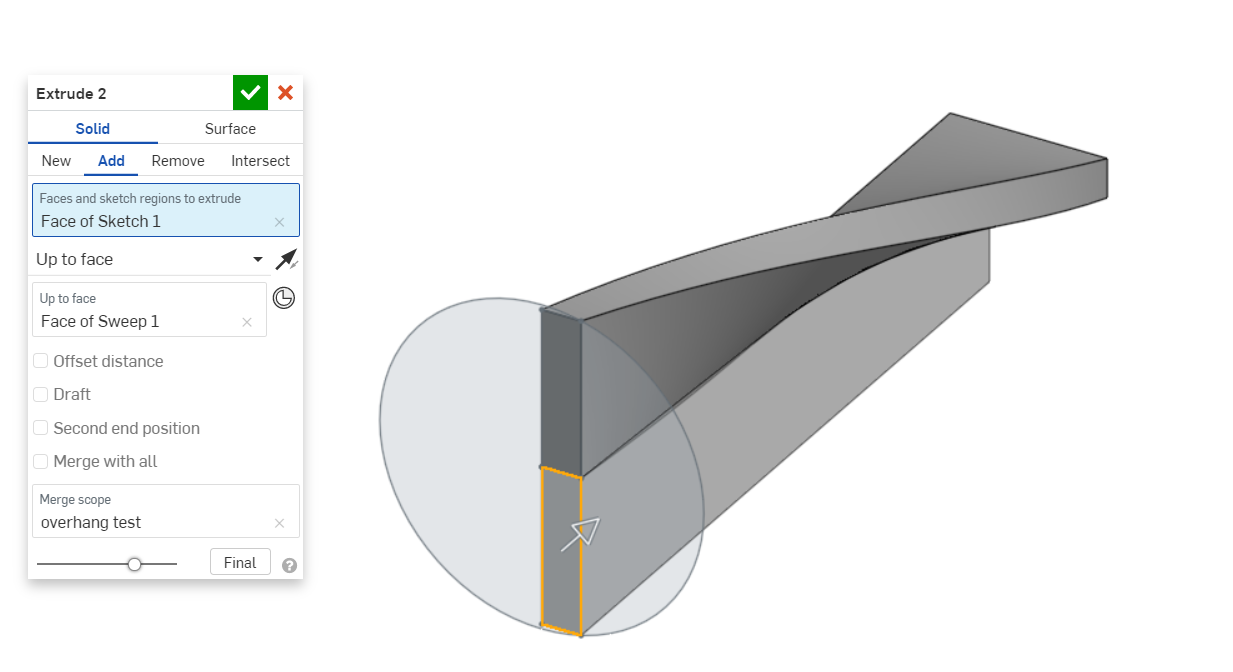 Extrude 2
Solid Surface
New Add Remove Intersect
Faces and sketch regions to extrude
Face of Sketch 1
Up to face
Up to face
Face of Sweep 1
Offset distance
Draft
Second end position
Merge with all
Merge scope
overhang test
Final
?